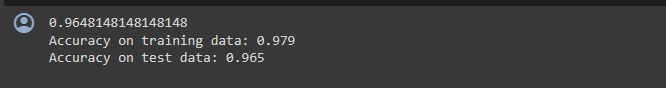 0.9648148148148148
Accuracy on training data: 0.979
Accuracy on test data: 0.965